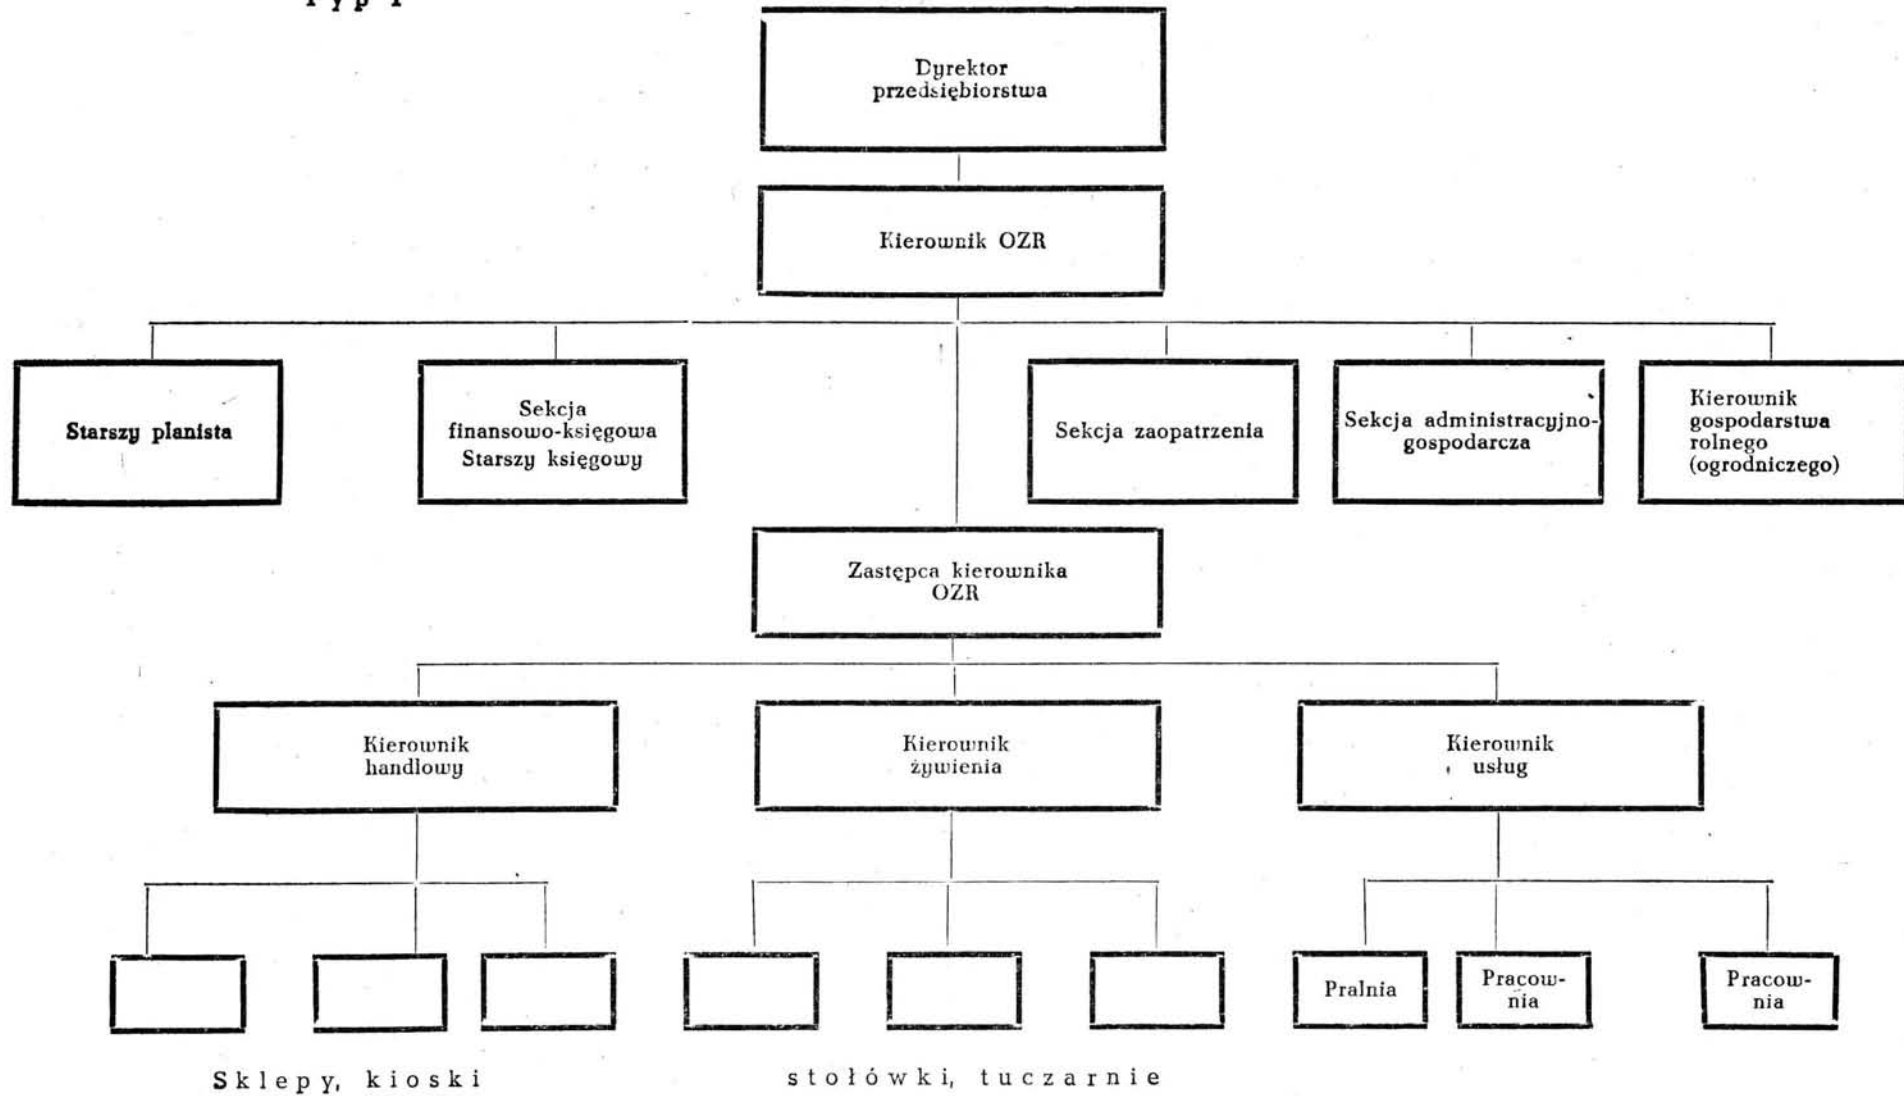 Typ I
Dyrektor
przedsiębiorstwa
Kierownik OZR
Starszy planista
Sekcja
finansowo-księgowa
Starszy księgowy
Sekcja zaopatrzenia
Sekcja administracyjno-
gospodarcza
Kierownik
gospodarstwa
rolnego
(ogrodniczego)
Zastępca kierownika
OZR
Kierownik
handlowy
Kierownik
żywienia
Kierownik
usług
Pralnia
Pracow-
nia
Pracow-
nia
Sklepy, kioski
stołówki, tuczarnie